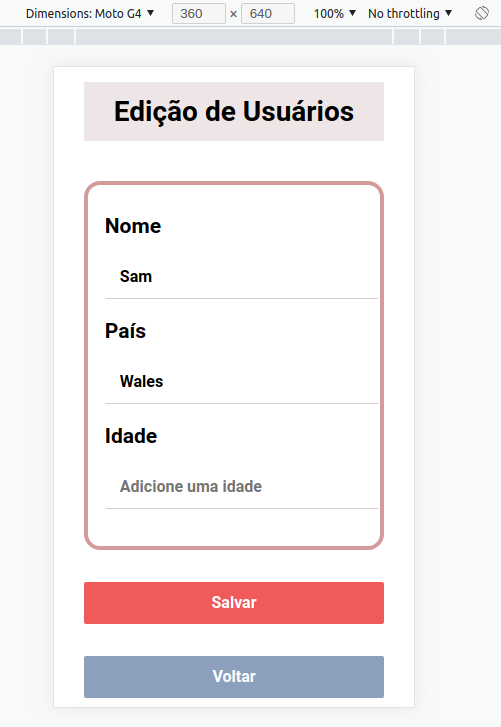 Dimensions: Moto G4 ▼ 360 × 640 100% ▼ No throttling ▼
Edição de Usuários
Nome
Sam
País
Wales
Idade
Adicione uma idade
Salvar
Voltar